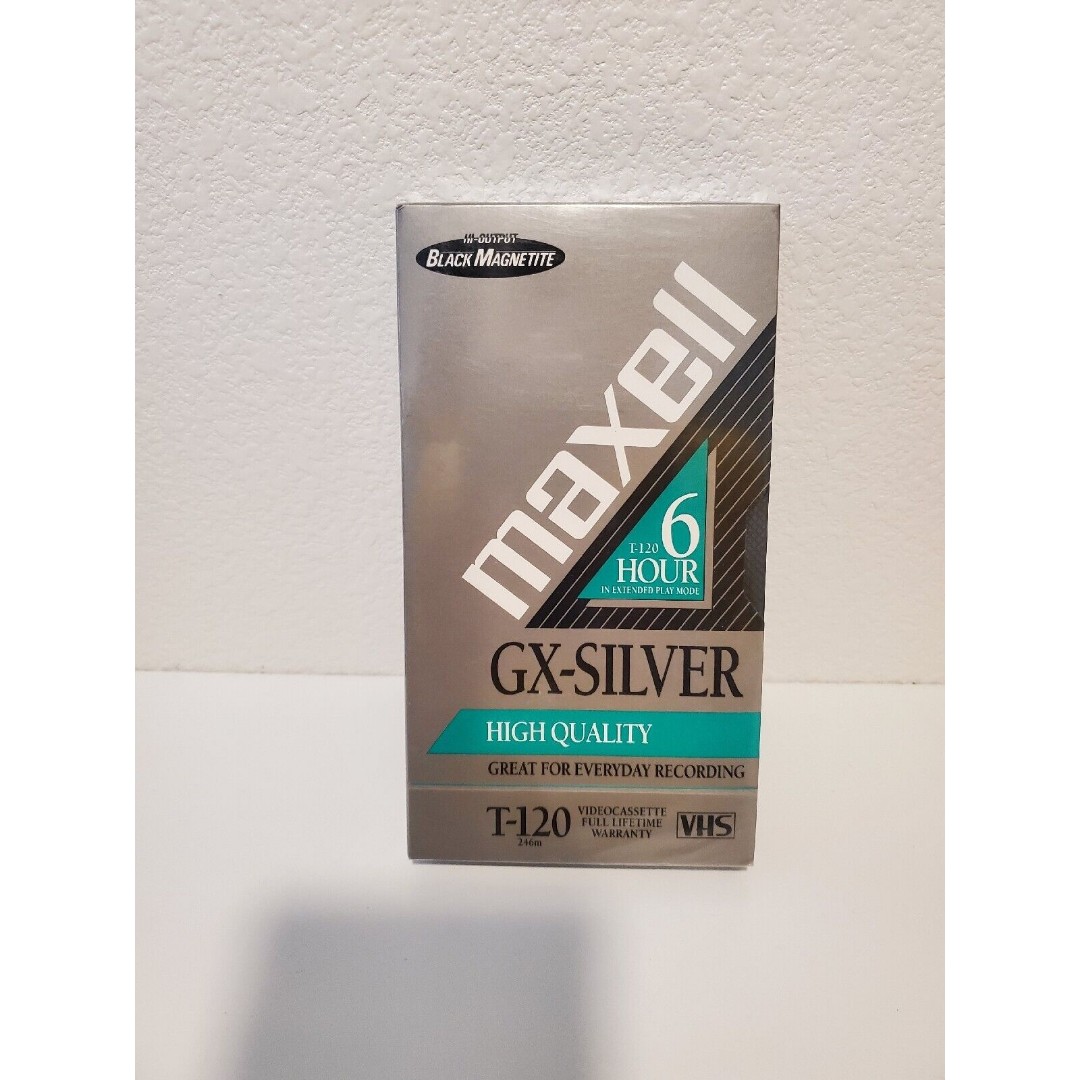 HI-OUTPUT
BLACK MAGNETITE
maxell
T-120 6
HOUR
IN EXTENDED PLAY MODE
GX-SILVER
HIGH QUALITY
GREAT FOR EVERYDAY RECORDING
T-120
246m
VIDEOCASSETTE
FULL LIFETIME
WARRANTY
VHS